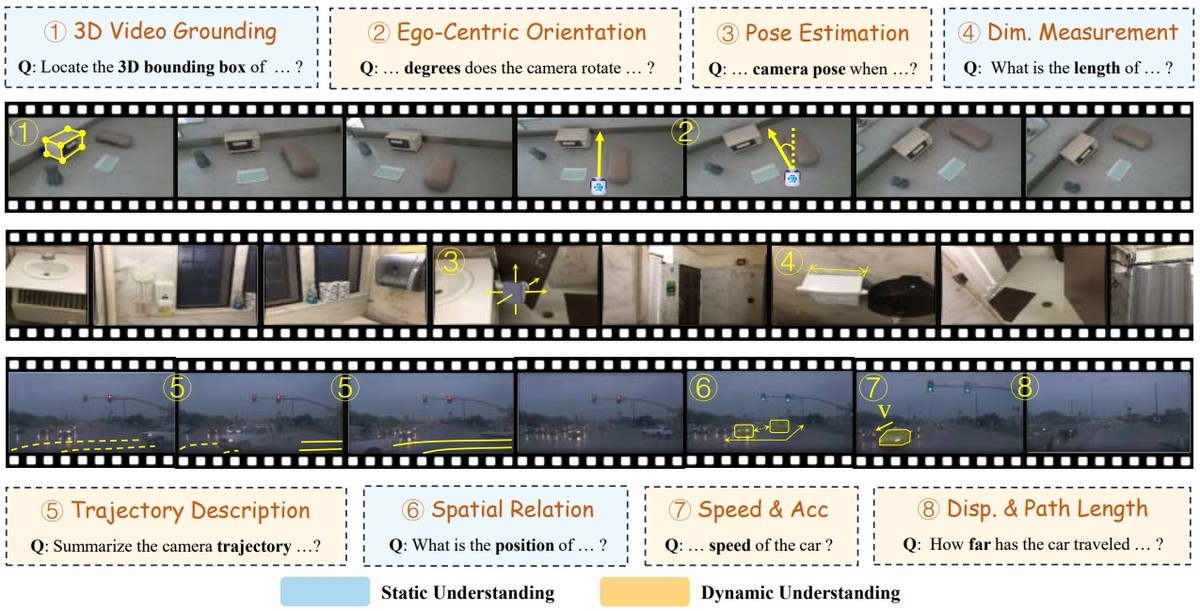 ① 3D Video Grounding
Q: Locate the 3D bounding box of … ?
② Ego-Centric Orientation
Q: … degrees does the camera rotate … ?
③ Pose Estimation
Q: … camera pose when …?
④ Dim. Measurement
Q: What is the length of … ?
①
②
③
④
⑤
⑤
⑥
⑦
V
⑧
⑤ Trajectory Description
Q: Summarize the camera trajectory …?
⑥ Spatial Relation
Q: What is the position of … ?
⑦ Speed & Acc
Q: … speed of the car ?
⑧ Disp. & Path Length
Q: How far has the car traveled … ?
Static Understanding
Dynamic Understanding